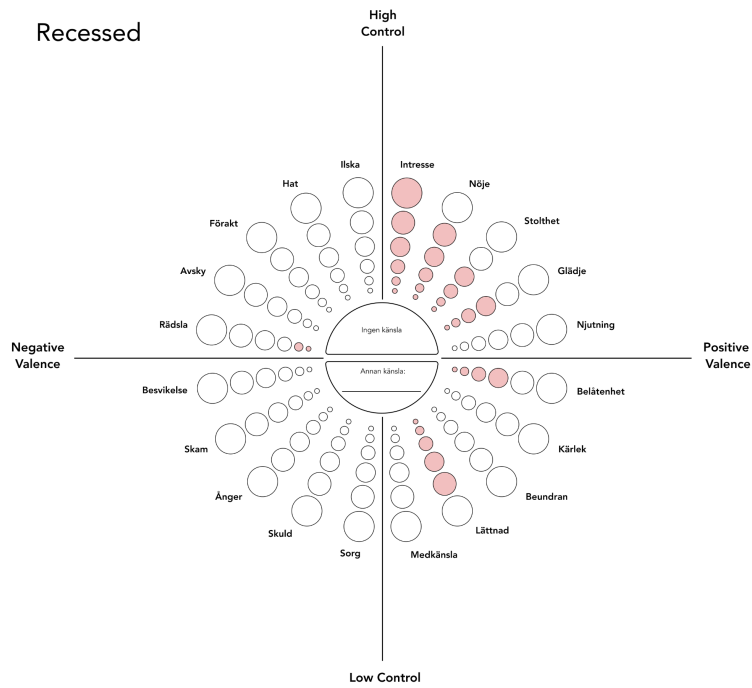 Recessed
High
Control
Ilska
Intresse
Hat
Nöje
Förakt
Stolthet
Avsky
Glädje
Rädsla
Njutning
Ingen känsla
Negative
Valence
Positive
Valence
Annan känsla:
Besvikelse
Belåtenhet
Skam
Kärlek
Ånger
Beundran
Skuld
Lättnad
Sorg
Medkänsla
Low Control